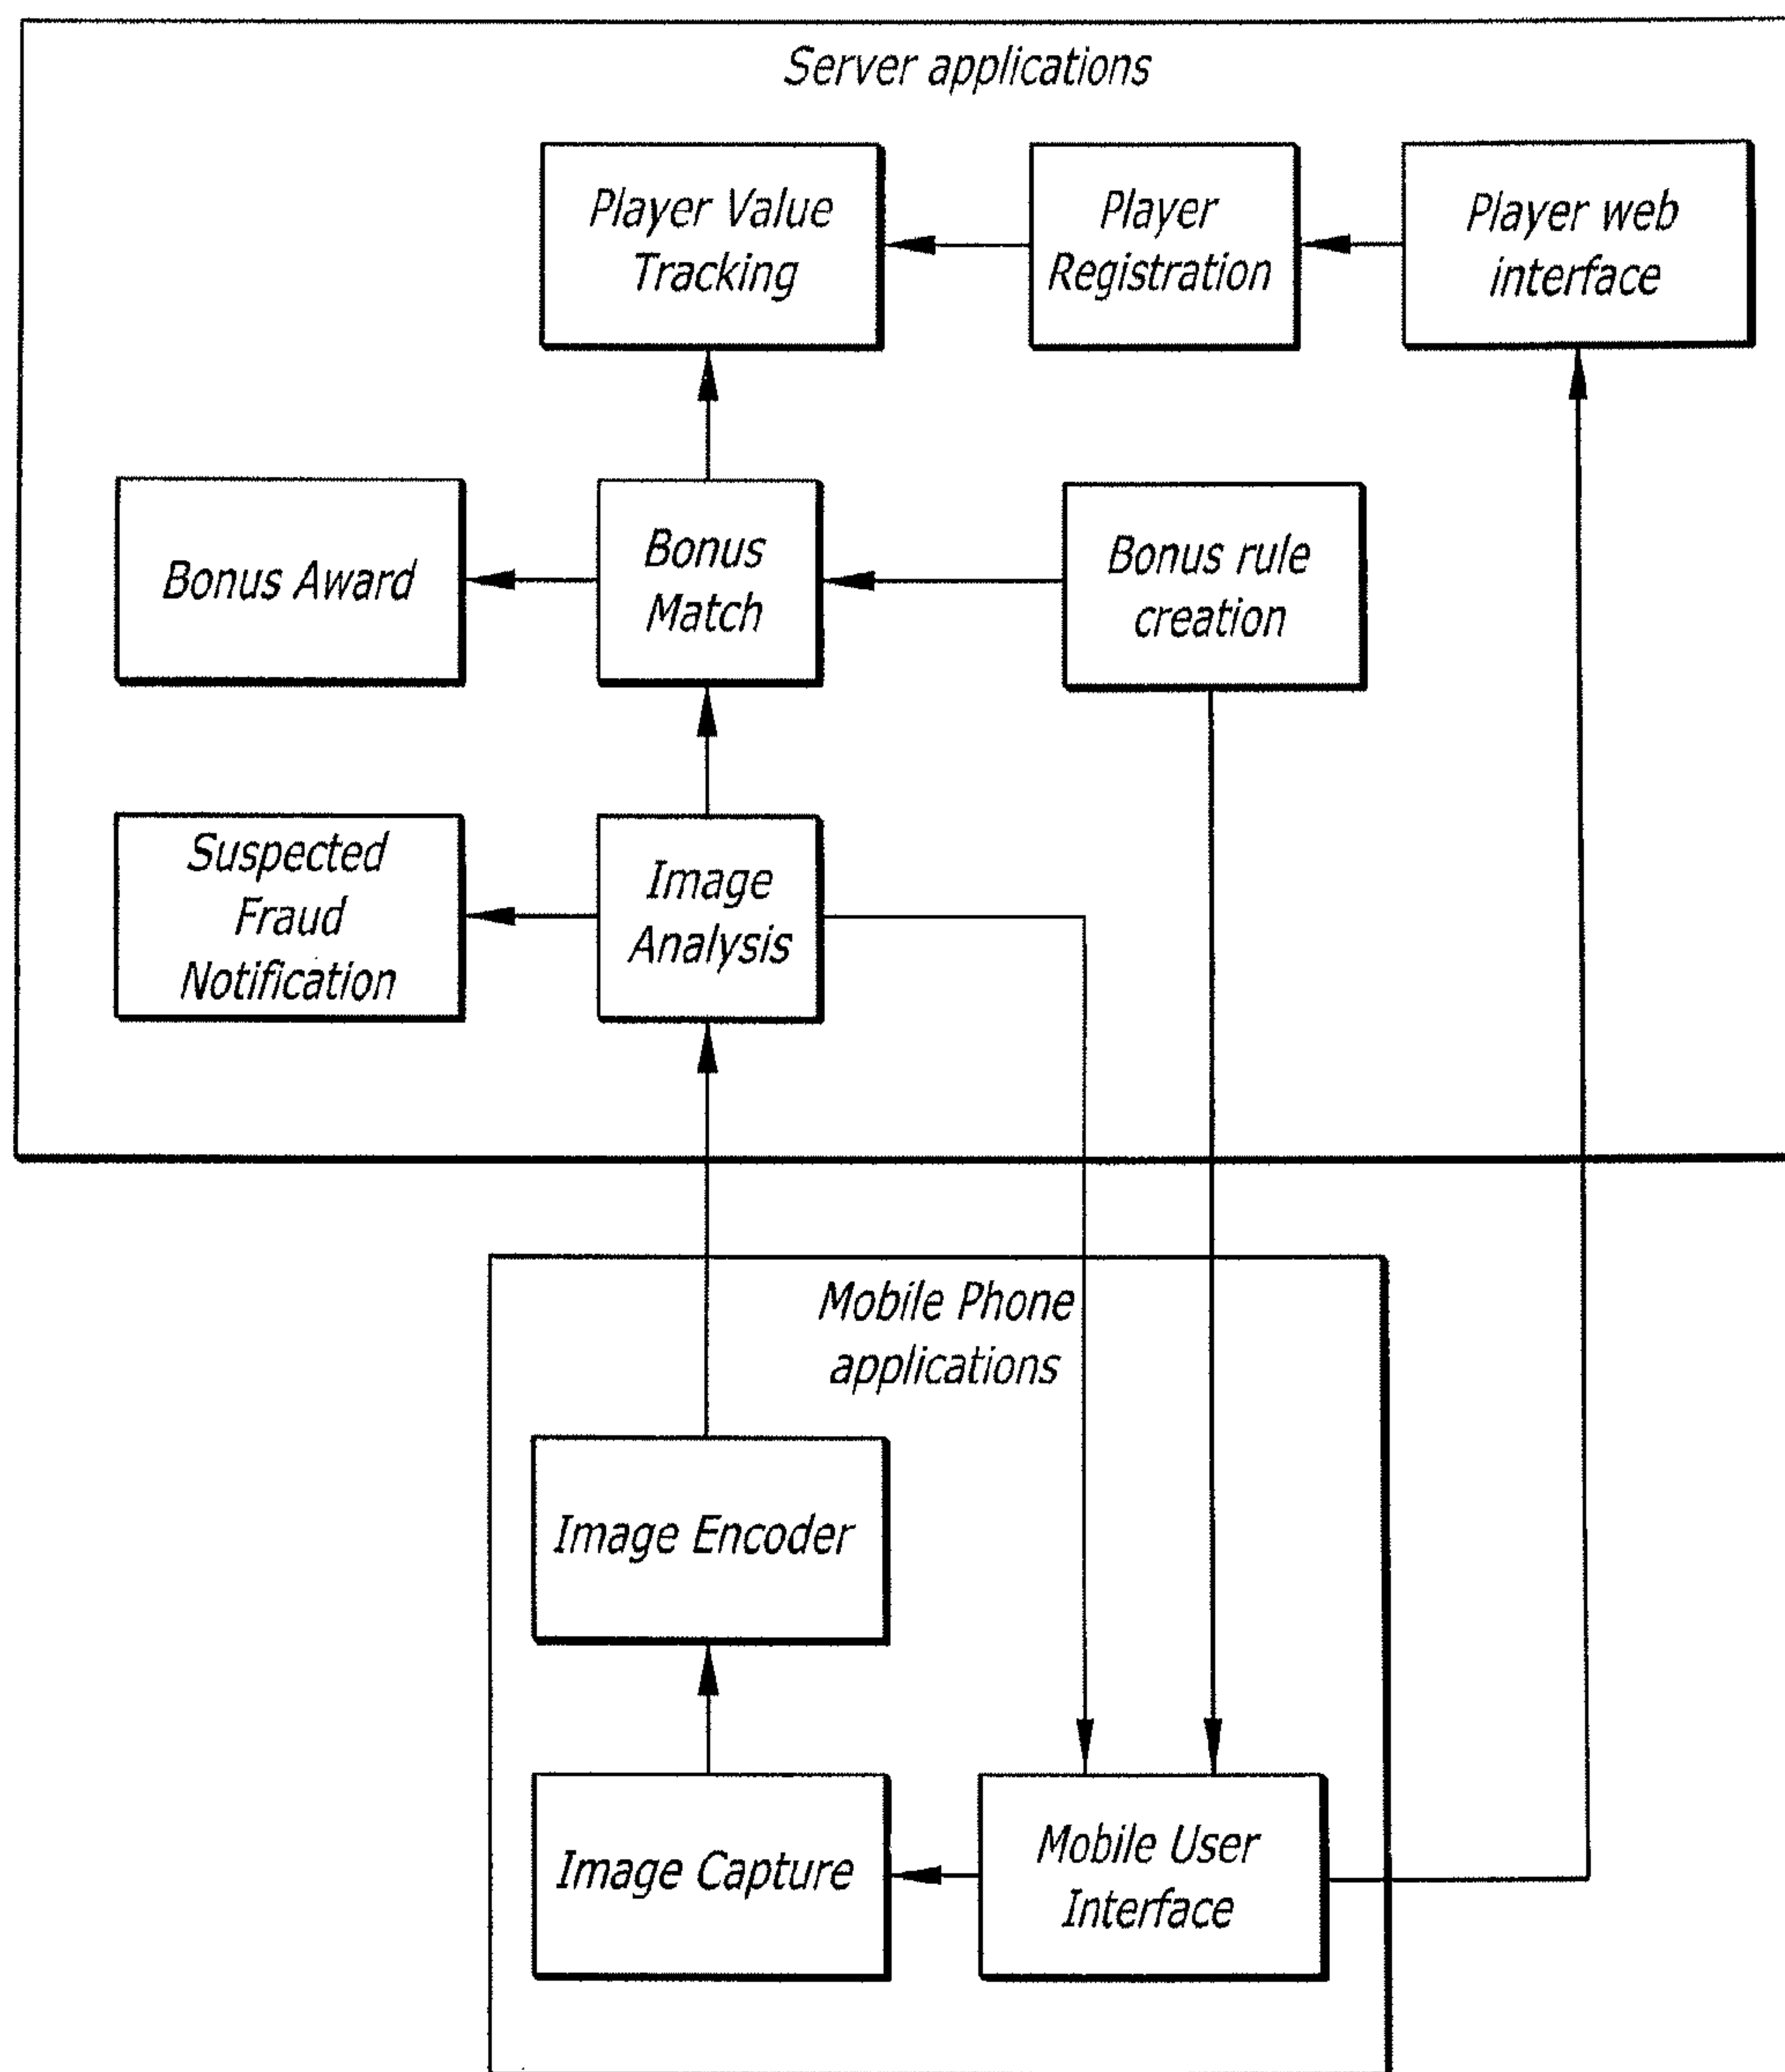 Server applications
Player Value
Tracking
Player
Registration
Player web
interface
Bonus Award
Bonus
Match
Bonus rule
creation
Suspected
Fraud
Notification
Image
Analysis
Mobile Phone
applications
Image Encoder
Image Capture
Mobile User
Interface